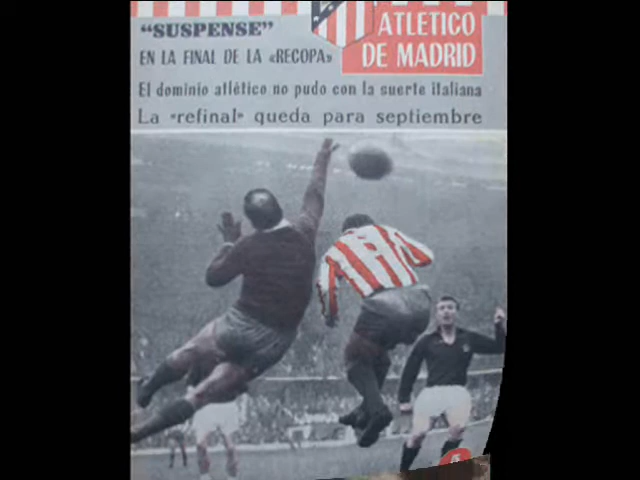 "SUSPENSE"
EN LA FINAL DE LA «RECOPA»
ATLETICO
DE MADRID
El dominio atlético no pudo con la suerte italiana
La «refinal» queda para septiembre